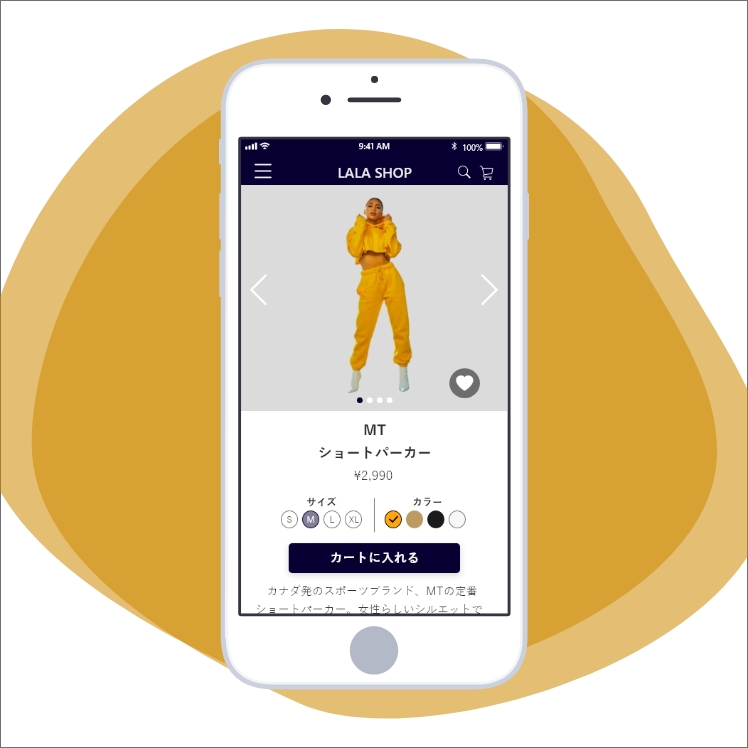 9:41 AM
100%
LALA SHOP
MT
ショートパーカー
¥2,990
サイズ
カラー
S M L XL
カートに入れる
カナダ発のスポーツブランド、MTの定番
ショートパーカー。女性らしいシルエットで